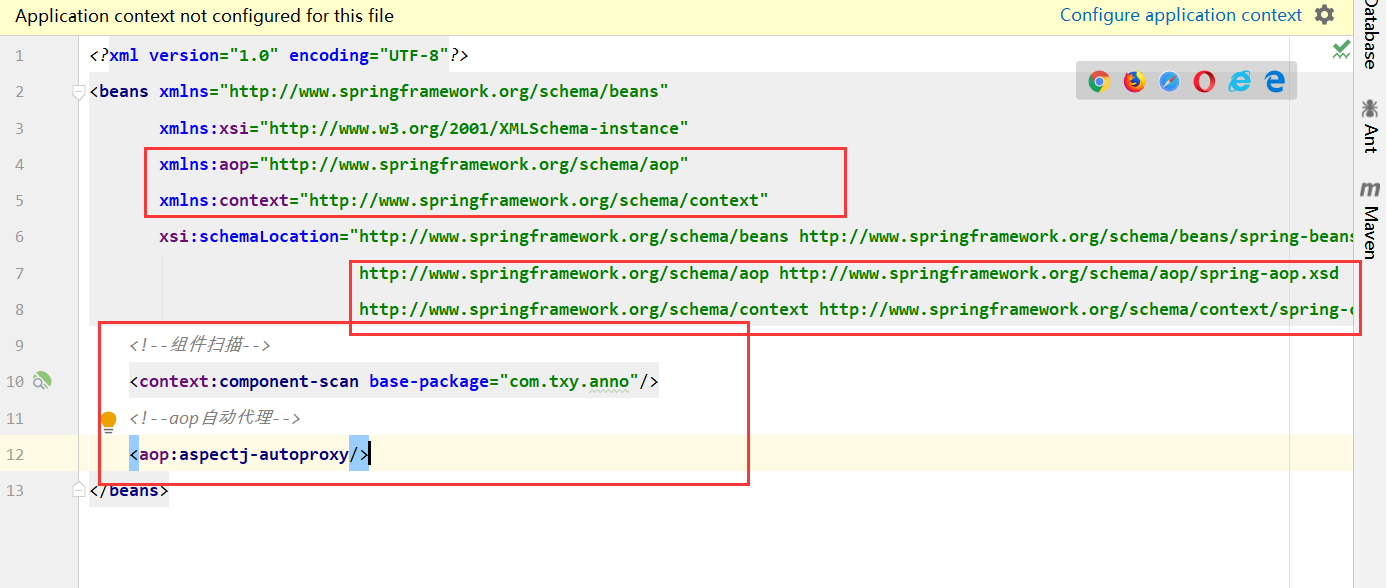 Application context not configured for this file
Configure application context
1 <?xml version="1.0" encoding="UTF-8"?>
2 <beans xmlns="http://www.springframework.org/schema/beans"
3 xmlns:xsi="http://www.w3.org/2001/XMLSchema-instance"
4 xmlns:aop="http://www.springframework.org/schema/aop"
5 xmlns:context="http://www.springframework.org/schema/context"
6 xsi:schemaLocation="http://www.springframework.org/schema/beans http://www.springframework.org/schema/beans/spring-beans
7 http://www.springframework.org/schema/aop http://www.springframework.org/schema/aop/spring-aop.xsd
8 http://www.springframework.org/schema/context http://www.springframework.org/schema/context/spring-c
9 <!--组件扫描-->
10 <context:component-scan base-package="com.txy.anno"/>
11 <!--aop自动代理-->
12 <aop:aspectj-autoproxy/>
13 </beans>
Database
Ant
m
Maven